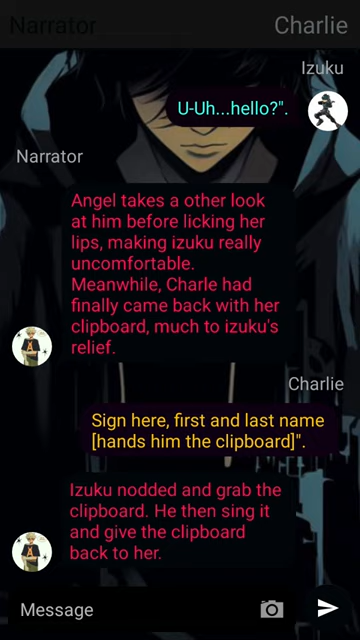 Narrator
Charlie
Izuku
U-Uh...hello?".
Narrator
Angel takes a other look
at him before licking her
lips, making izuku really
uncomfortable.
Meanwhile, Charle had
finally came back with her
clipboard, much to izuku's
relief.
Charlie
Sign here, first and last name
[hands him the clipboard]".
Izuku nodded and grab the
clipboard. He then sing it
and give the clipboard
back to her.
Message